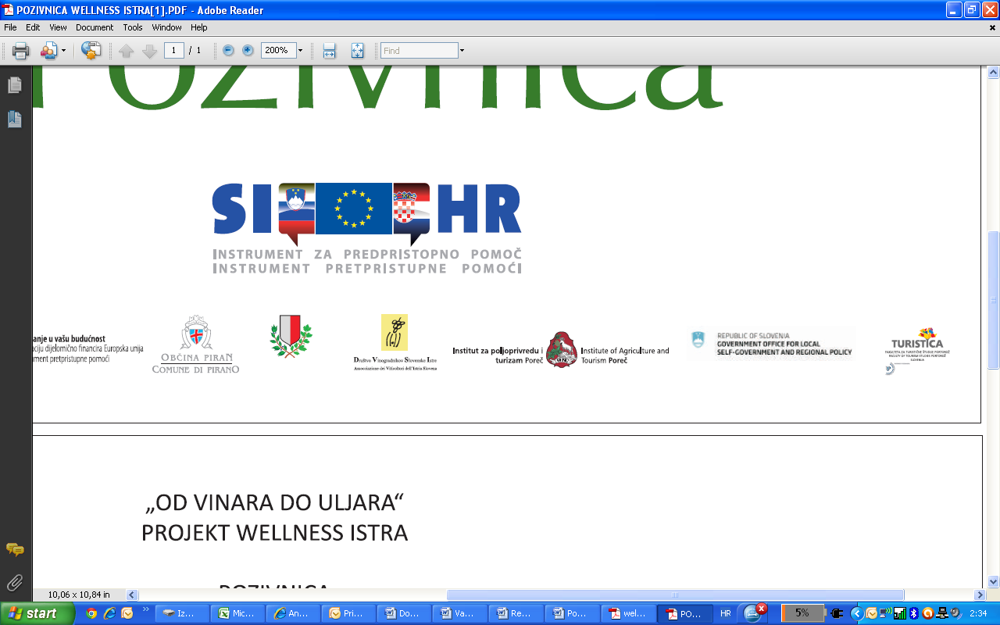 POZIVNICA WELLNESS ISTRA[1].PDF - Adobe Reader
File Edit View Document Tools Window Help
1 / 1 200% Find
Pozivnica
SI HR
INSTRUMENT ZA PREDPRISTOPNO POMOČ
INSTRUMENT PRETPRISTUPNE POMOĆI
anje u vašu budućnost
aciju dijelomično financira Europska unija
ment pretpristupne pomoći
OBČINA PIRAN
COMUNE DI PIRANO
Društvo Vinogradnikov Slovenske Istre
Associazione dei Viticoltori dell'Istria Slovena
Institut za poljoprivredu i
turizam Poreč
1875
Institute of Agriculture and
Tourism Poreč
REPUBLIC OF SLOVENIA
GOVERNMENT OFFICE FOR LOCAL
SELF-GOVERNMENT AND REGIONAL POLICY
TURISTICA
FAKULTETA ZA TURISTIČNE ŠTUDIJE PORTOROŽ
FACULTY OF TOURISM STUDIES PORTOROŽ
SLOVENIA
„OD VINARA DO ULJARA“
PROJEKT WELLNESS ISTRA
POZIVNICA
10,06 x 10,84 in
start Iz... Mic... An... Pri... Do... Va... Re... Po... wel... PO... HR 5% 2:34